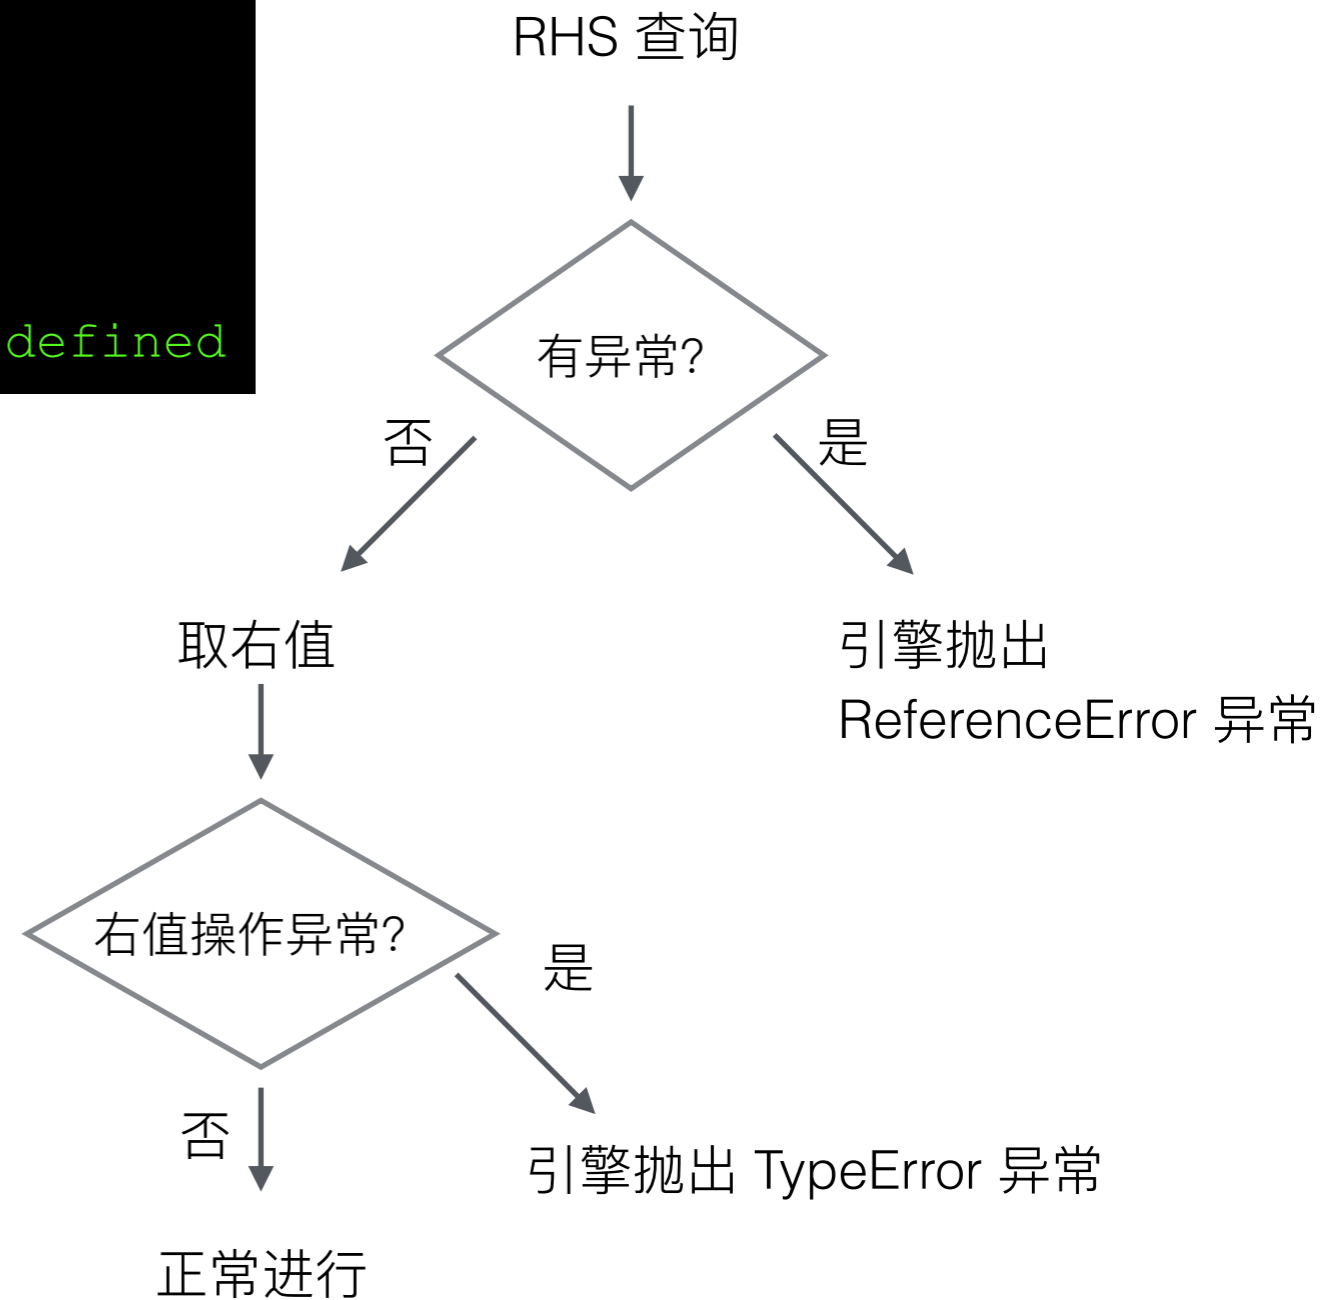 RHS 查询
有异常?
defined
否
是
取右值
引擎抛出
ReferenceError 异常
右值操作异常?
是
否
引擎抛出 TypeError 异常
正常进行